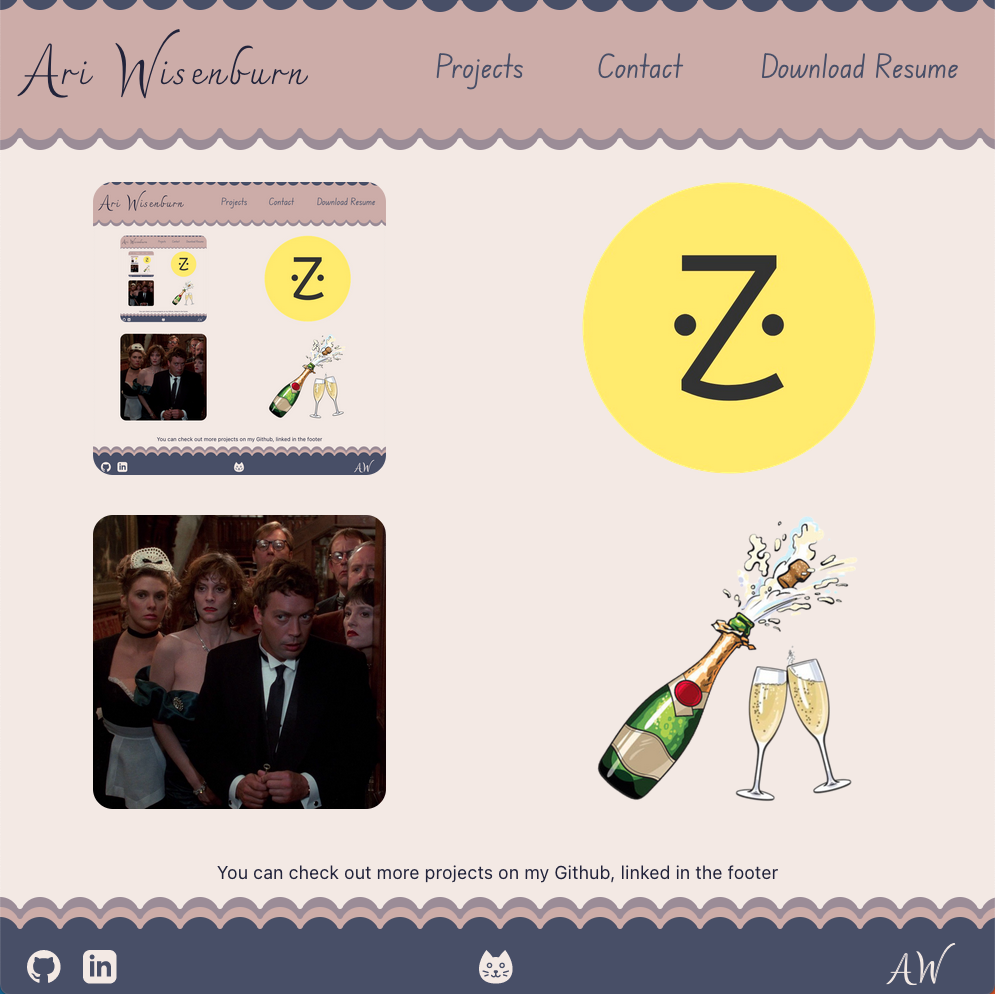 Ari Wisenburn
Projects Contact Download Resume
Ari Wisenburn
Projects Contact Download Resume
Z
Z
Z
You can check out more projects on my Github, linked in the footer
AW
You can check out more projects on my Github, linked in the footer
in
AW